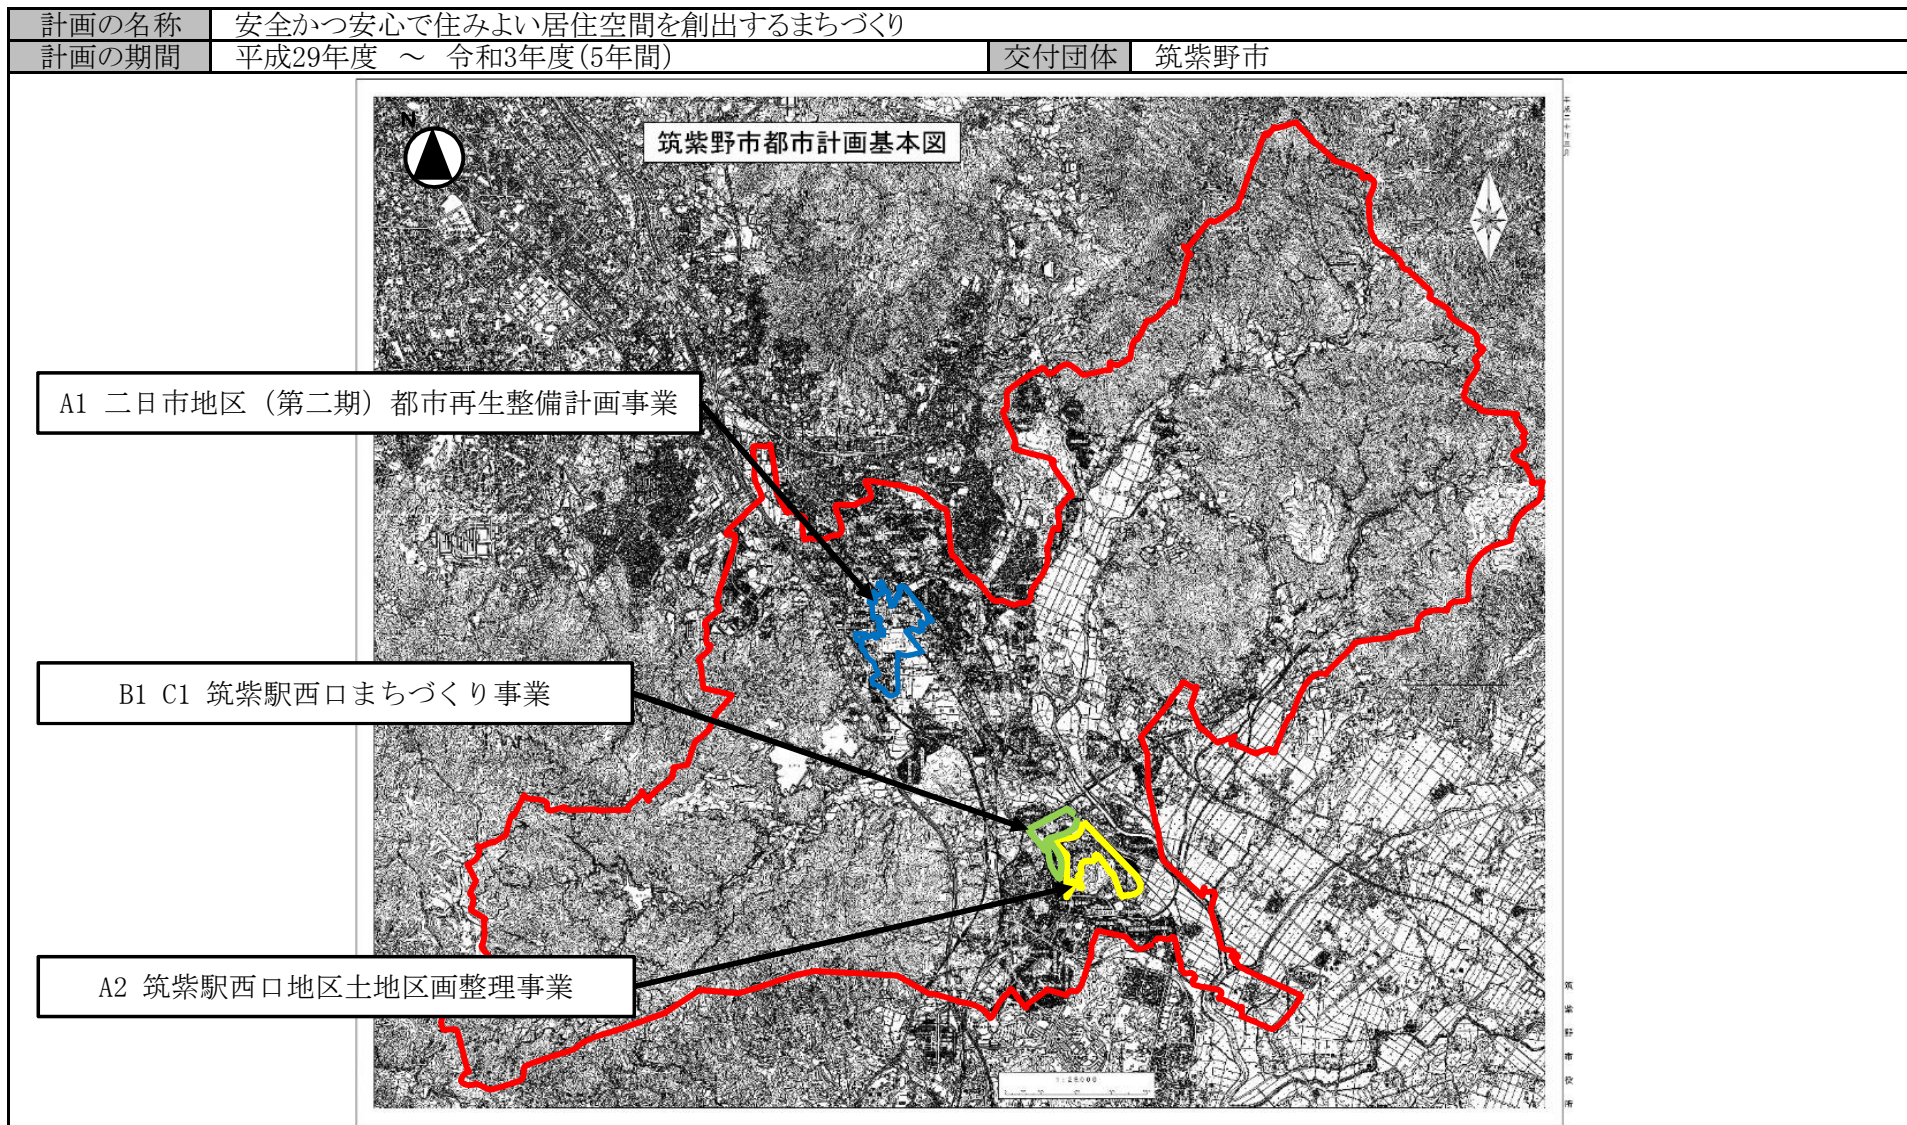 計画の名称 安全かつ安心で住みよい居住空間を創出するまちづくり
計画の期間 平成29年度 ～ 令和3年度(5年間) 交付団体 筑紫野市
N
筑紫野市都市計画基本図
A1 二日市地区（第二期）都市再生整備計画事業
B1 C1 筑紫駅西口まちづくり事業
A2 筑紫駅西口地区土地区画整理事業
筑紫野市役所